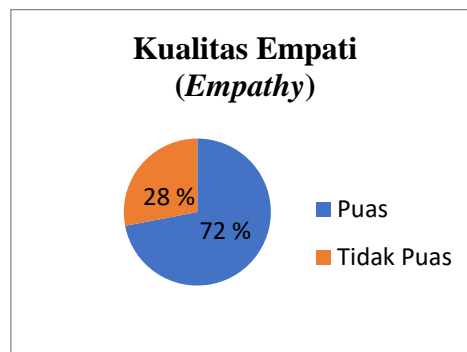 Kualitas Empati
(Empathy)
28 %
72 %
Puas
Tidak Puas